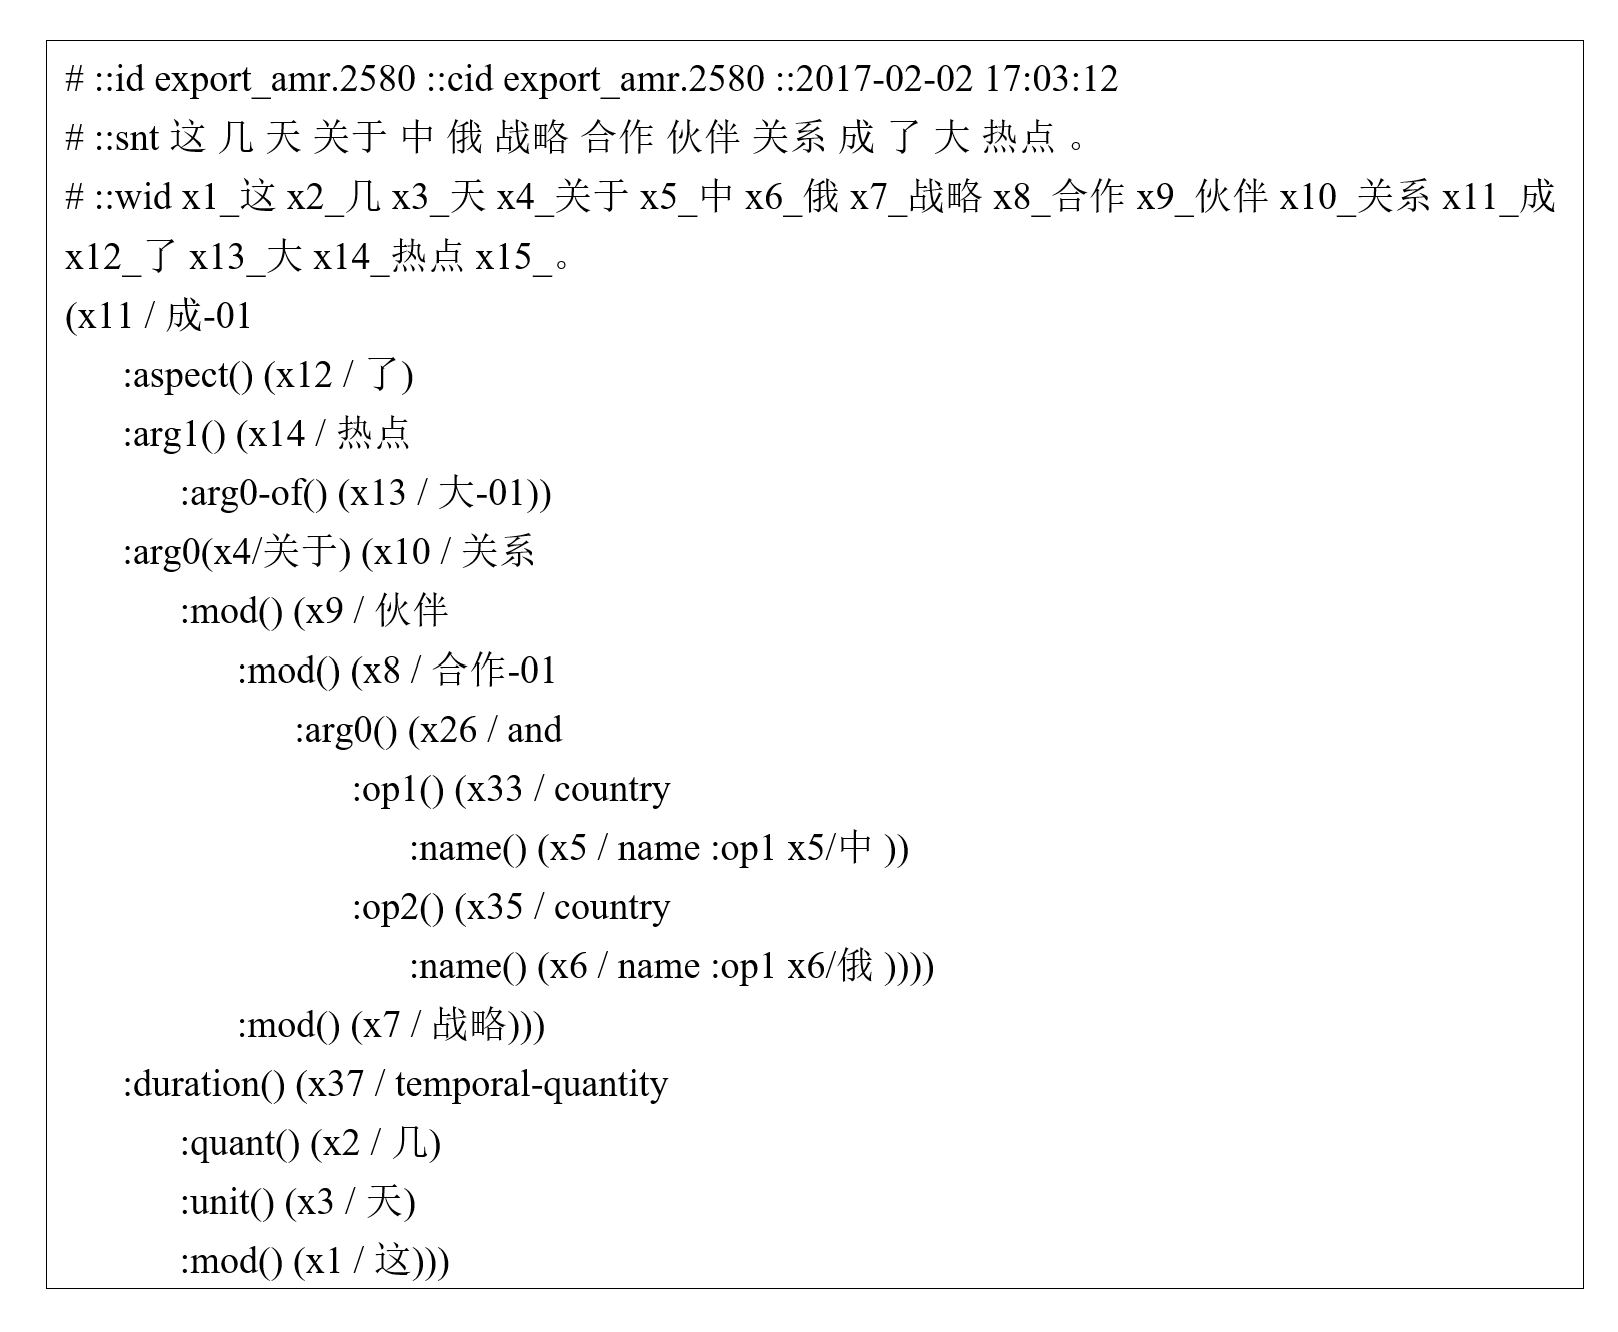 # ::id export_amr.2580 ::cid export_amr.2580 ::2017-02-02 17:03:12
# ::snt 这 几 天 关于 中 俄 战略 合作 伙伴 关系 成 了 大 热点 。
# ::wid x1_这 x2_几 x3_天 x4_关于 x5_中 x6_俄 x7_战略 x8_合作 x9_伙伴 x10_关系 x11_成
x12_了 x13_大 x14_热点 x15_。
(x11 / 成-01
:aspect() (x12 / 了)
:arg1() (x14 / 热点
:arg0-of() (x13 / 大-01))
:arg0(x4/关于) (x10 / 关系
:mod() (x9 / 伙伴
:mod() (x8 / 合作-01
:arg0() (x26 / and
:op1() (x33 / country
:name() (x5 / name :op1 x5/中 ))
:op2() (x35 / country
:name() (x6 / name :op1 x6/俄 ))))
:mod() (x7 / 战略)))
:duration() (x37 / temporal-quantity
:quant() (x2 / 几)
:unit() (x3 / 天)
:mod() (x1 / 这)))